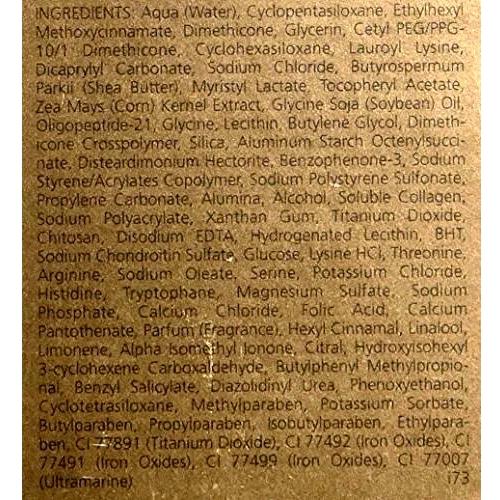 INGREDIENTS: Aqua (Water), Cyclopentasiloxane, Ethylhexyl
Methoxycinnamate, Dimethicone, Glycerin, Cetyl PEG/PPG-
10/1 Dimethicone, Cyclohexasiloxane, Lauroyl Lysine,
Dicaprylyl Carbonate, Sodium Chloride, Butyrospermum
Parkii (Shea Butter), Myristyl Lactate, Tocopheryl Acetate,
Zea Mays (Corn) Kernel Extract, Glycine Soja (Soybean) Oil,
Oligopeptide-21, Glycine, Lecithin, Butylene Glycol, Dimeth-
icone Crosspolymer, Silica, Aluminum Starch Octenylsucci-
nate, Disteardimonium Hectorite, Benzophenone-3, Sodium
Styrene/Acrylates Copolymer, Sodium Polystyrene Sulfonate,
Propylene Carbonate, Alumina, Alcohol, Soluble Collagen,
Sodium Polyacrylate, Xanthan Gum, Titanium Dioxide,
Chitosan, Disodium EDTA, Hydrogenated Lecithin, BHT,
Sodium Chondroitin Sulfate, Glucose, Lysine HCl, Threonine,
Arginine, Sodium Oleate, Serine, Potassium Chloride,
Histidine, Tryptophane, Magnesium Sulfate, Sodium
Phosphate, Calcium Chloride, Folic Acid, Calcium
Pantothenate, Parfum (Fragrance), Hexyl Cinnamal, Linalool,
Limonene, Alpha Isomethyl Ionone, Citral, Hydroxyisohexyl
3-cyclohexene Carboxaldehyde, Butylphenyl Methylpropio-
nal, Benzyl Salicylate, Diazolidinyl Urea, Phenoxyethanol,
Cyclotetrasiloxane, Methylparaben, Potassium Sorbate,
Butylparaben, Propylparaben, Isobutylparaben, Ethylpara-
ben, CI 77891 (Titanium Dioxide), CI 77492 (Iron Oxides), CI
77491 (Iron Oxides), CI 77499 (Iron Oxides), CI 77007
(Ultramarine) i73